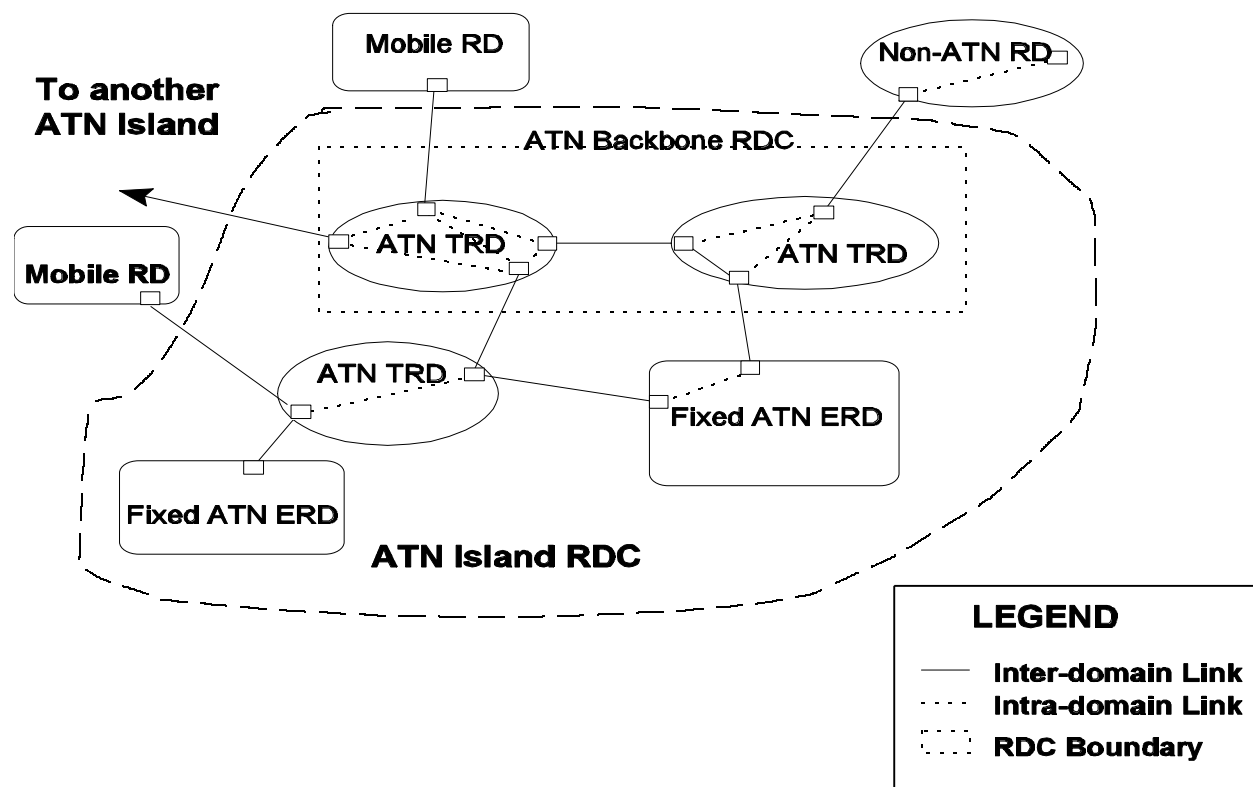 Mobile RD
Non-ATN RD
To another
ATN Island
ATN Backbone RDC
ATN TRD
ATN TRD
Mobile RD
ATN TRD
Fixed ATN ERD
Fixed ATN ERD
ATN Island RDC
LEGEND
Inter-domain Link
Intra-domain Link
RDC Boundary